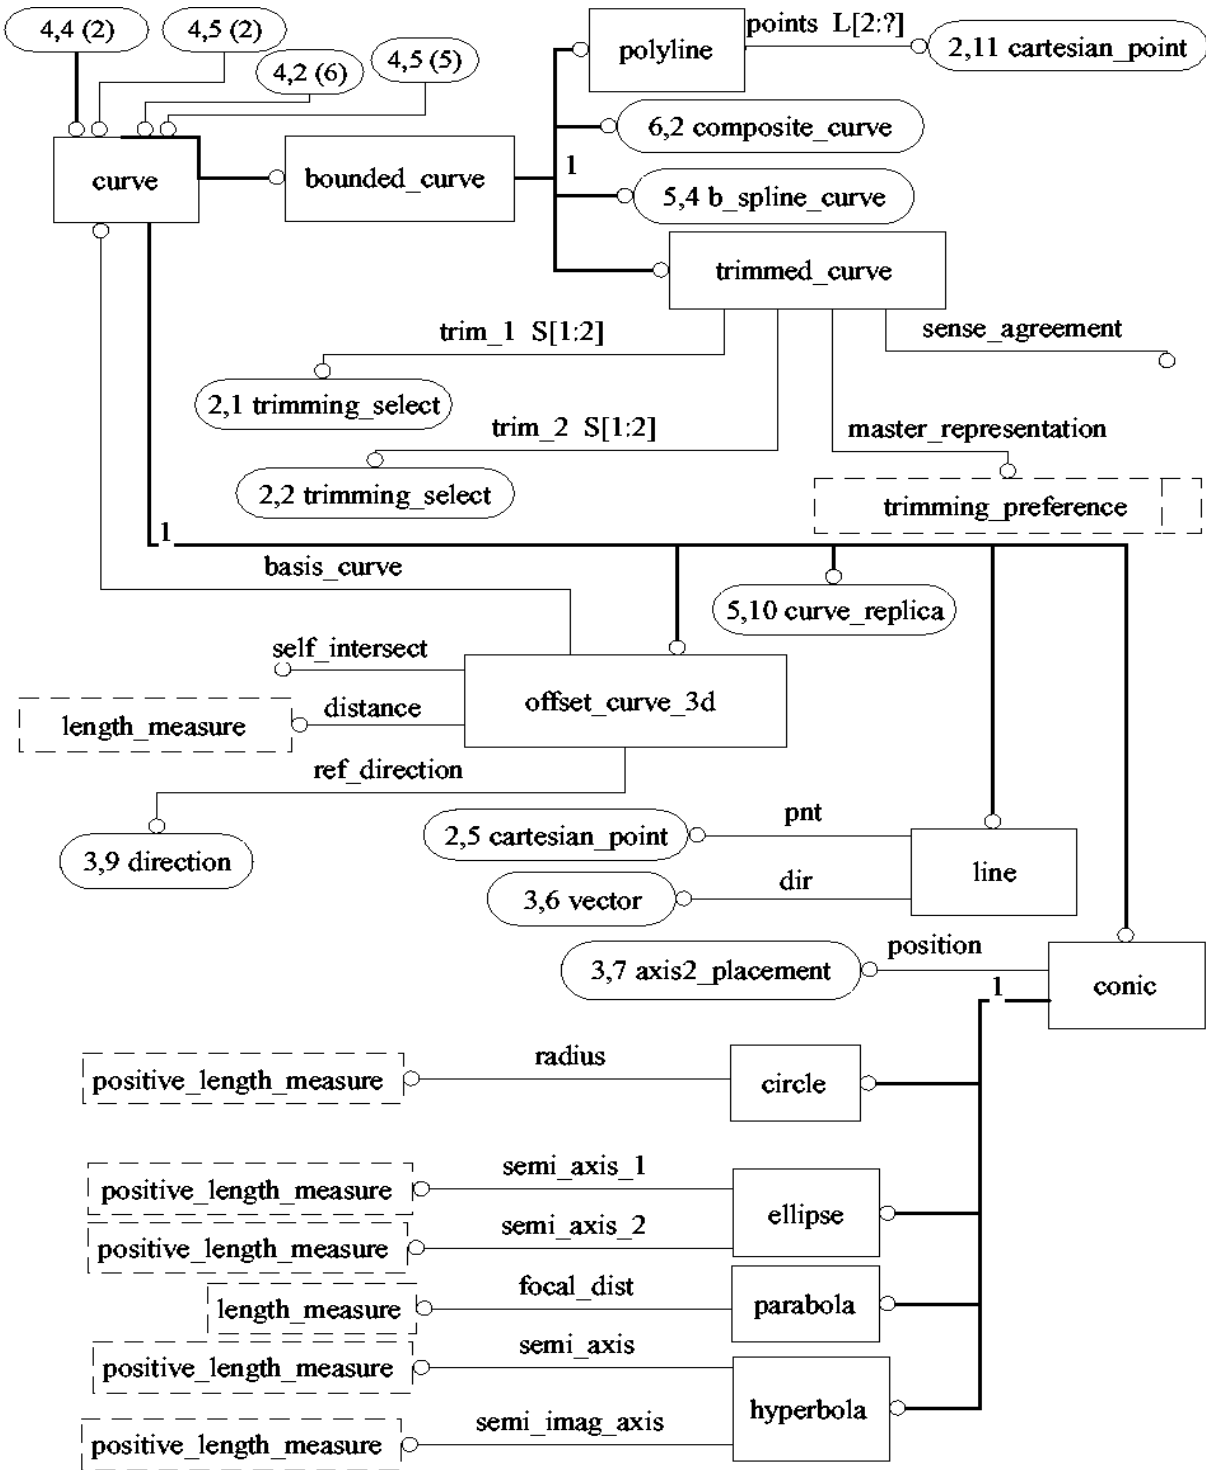 4,4 (2)
4,5 (2)
4,2 (6)
4,5 (5)
polyline
points L[2:?]
2,11 cartesian_point
6,2 composite_curve
curve
bounded_curve
1
5,4 b_spline_curve
trimmed_curve
trim_1 S[1:2]
sense_agreement
2,1 trimming_select
trim_2 S[1:2]
master_representation
2,2 trimming_select
trimming_preference
1
basis_curve
5,10 curve_replica
self_intersect
offset_curve_3d
distance
length_measure
ref_direction
pnt
2,5 cartesian_point
3,9 direction
line
dir
3,6 vector
position
3,7 axis2_placement
conic
1
radius
positive_length_measure
circle
semi_axis_1
positive_length_measure
ellipse
semi_axis_2
positive_length_measure
focal_dist
length_measure
parabola
semi_axis
positive_length_measure
hyperbola
semi_imag_axis
positive_length_measure